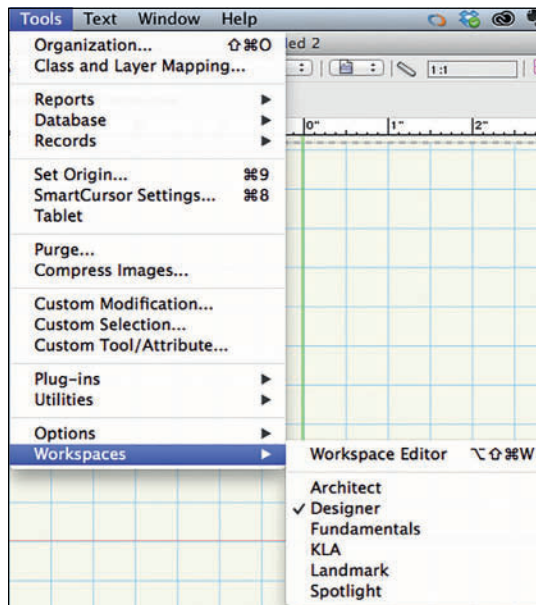 Tools Text Window Help
Organization... ⇧⌘O
Class and Layer Mapping...
Reports
Database
Records
Set Origin... ⌘9
SmartCursor Settings... ⌘8
Tablet
Purge...
Compress Images...
Custom Modification...
Custom Selection...
Custom Tool/Attribute...
Plug-ins
Utilities
Options
Workspaces
led 2
1:1
0" 1" 2"
Workspace Editor ⌥⇧⌘W
Architect
✓ Designer
Fundamentals
KLA
Landmark
Spotlight